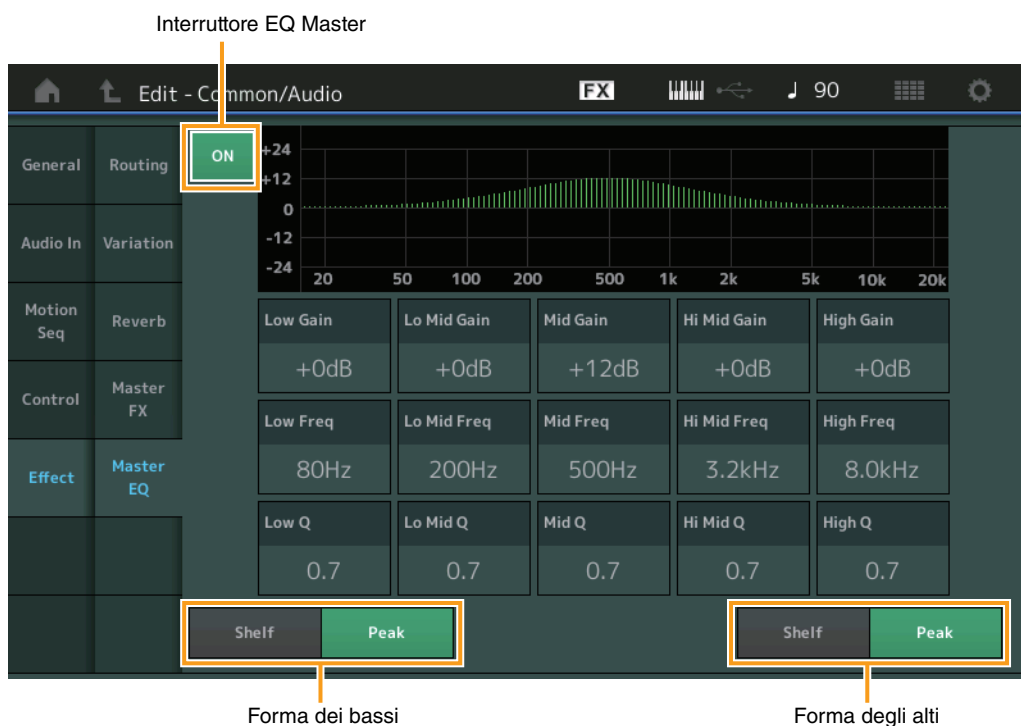 Interruttore EQ Master
Edit - Common/Audio
FX
90
General
Routing
ON
+24
+12
0
-12
-24
20 50 100 200 500 1k 2k 5k 10k 20k
Audio In
Variation
Motion
Seq
Reverb
Control
Master
FX
Effect
Master
EQ
Low Gain Lo Mid Gain Mid Gain Hi Mid Gain High Gain
+0dB +0dB +12dB +0dB +0dB
Low Freq Lo Mid Freq Mid Freq Hi Mid Freq High Freq
80Hz 200Hz 500Hz 3.2kHz 8.0kHz
Low Q Lo Mid Q Mid Q Hi Mid Q High Q
0.7 0.7 0.7 0.7 0.7
Shelf Peak Shelf Peak
Forma dei bassi Forma degli alti